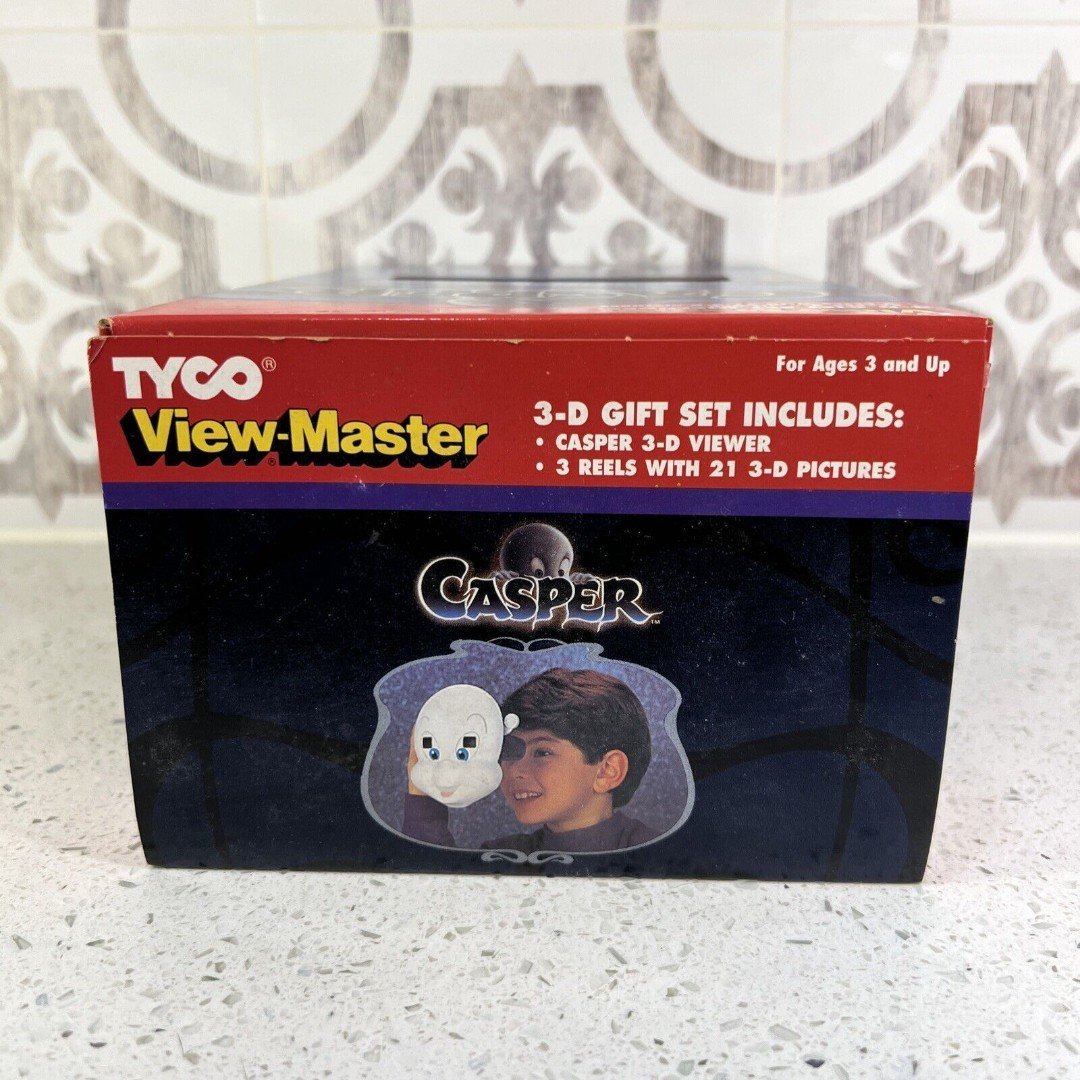 TYCO®
View-Master®
For Ages 3 and Up
3-D GIFT SET INCLUDES:
• CASPER 3-D VIEWER
• 3 REELS WITH 21 3-D PICTURES
CASPER™